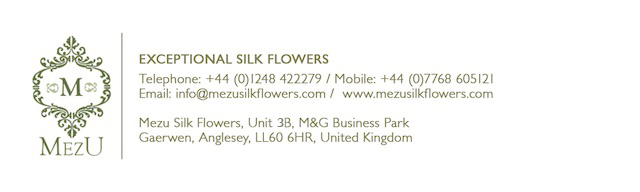 M
MEZU
EXCEPTIONAL SILK FLOWERS
Telephone: +44 (0)1248 422279 / Mobile: +44 (0)7768 605121
Email: info@mezusilkflowers.com / www.mezusilkflowers.com
Mezu Silk Flowers, Unit 3B, M&G Business Park
Gaerwen, Anglesey, LL60 6HR, United Kingdom